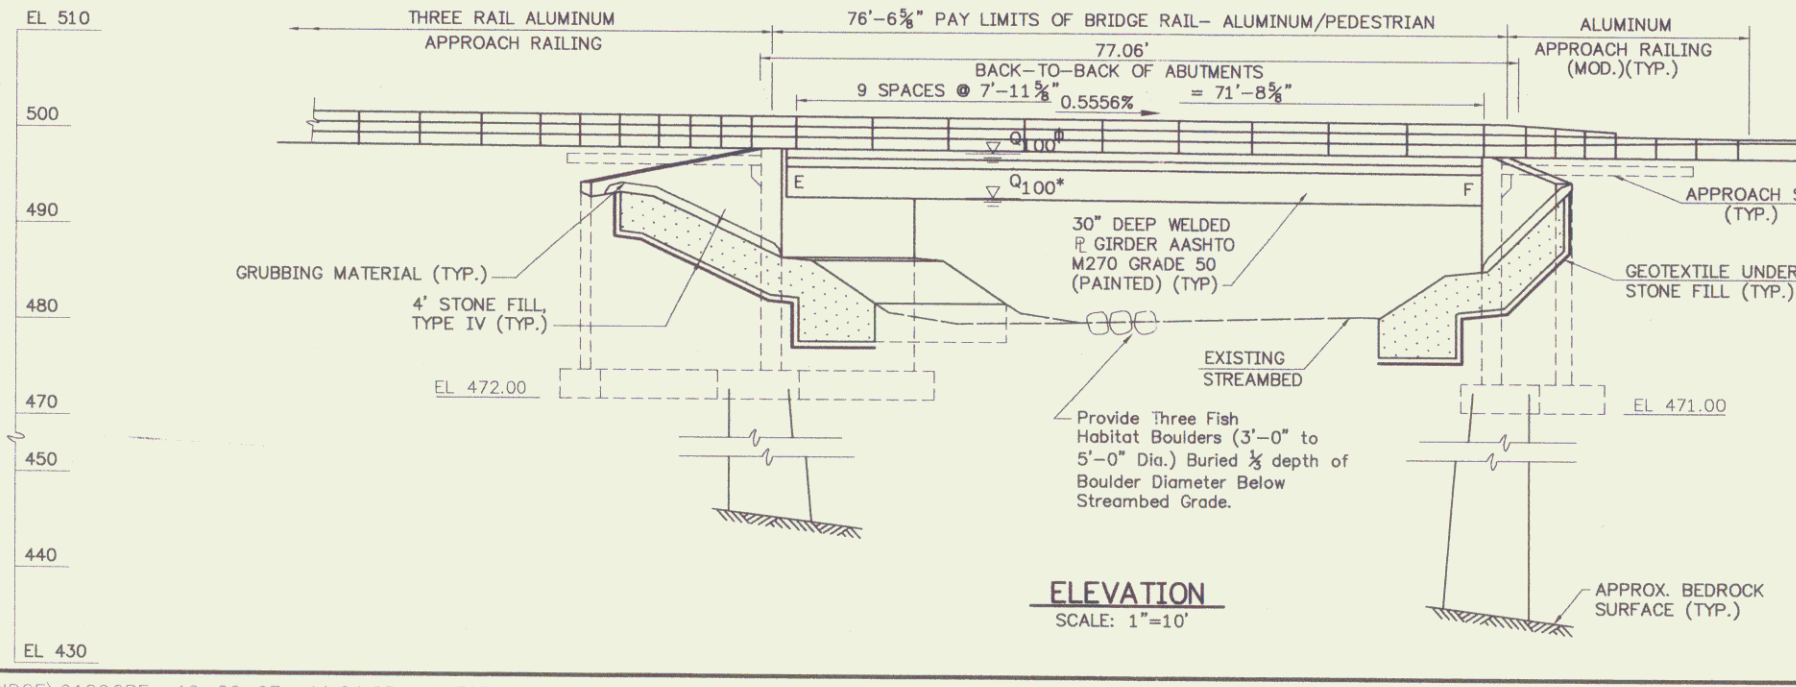 EL 510
THREE RAIL ALUMINUM
APPROACH RAILING
76'-6⅝" PAY LIMITS OF BRIDGE RAIL- ALUMINUM/PEDESTRIAN
ALUMINUM
APPROACH RAILING
(MOD.)(TYP.)
77.06'
BACK-TO-BACK OF ABUTMENTS
9 SPACES @ 7'-11⅝" = 71'-8⅝"
0.5556%
500
Q100ɸ
Q100*
E
F
490
APPROACH
(TYP.)
30" DEEP WELDED
PL GIRDER AASHTO
M270 GRADE 50
(PAINTED) (TYP)
GRUBBING MATERIAL (TYP.)
GEOTEXTILE UNDER
STONE FILL (TYP.)
4' STONE FILL,
TYPE IV (TYP.)
480
EXISTING
STREAMBED
EL 472.00
EL 471.00
470
Provide Three Fish
Habitat Boulders (3'-0" to
5'-0" Dia.) Buried ⅓ depth of
Boulder Diameter Below
Streambed Grade.
450
440
ELEVATION
SCALE: 1"=10'
APPROX. BEDROCK
SURFACE (TYP.)
EL 430